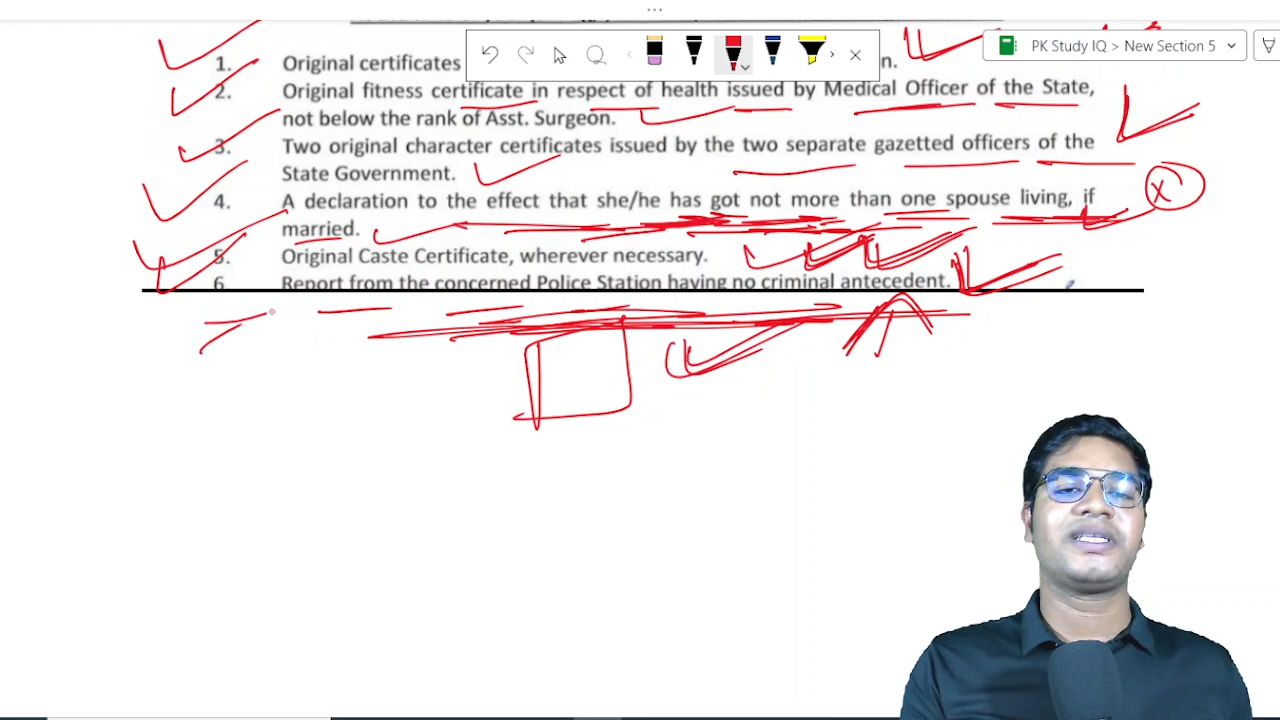 PK Study IQ > New Section 5
1. Original certificates n.
2. Original fitness certificate in respect of health issued by Medical Officer of the State,
not below the rank of Asst. Surgeon.
3. Two original character certificates issued by the two separate gazetted officers of the
State Government.
4. A declaration to the effect that she/he has got not more than one spouse living, if
married.
5. Original Caste Certificate, wherever necessary.
6. Report from the concerned Police Station having no criminal antecedent.